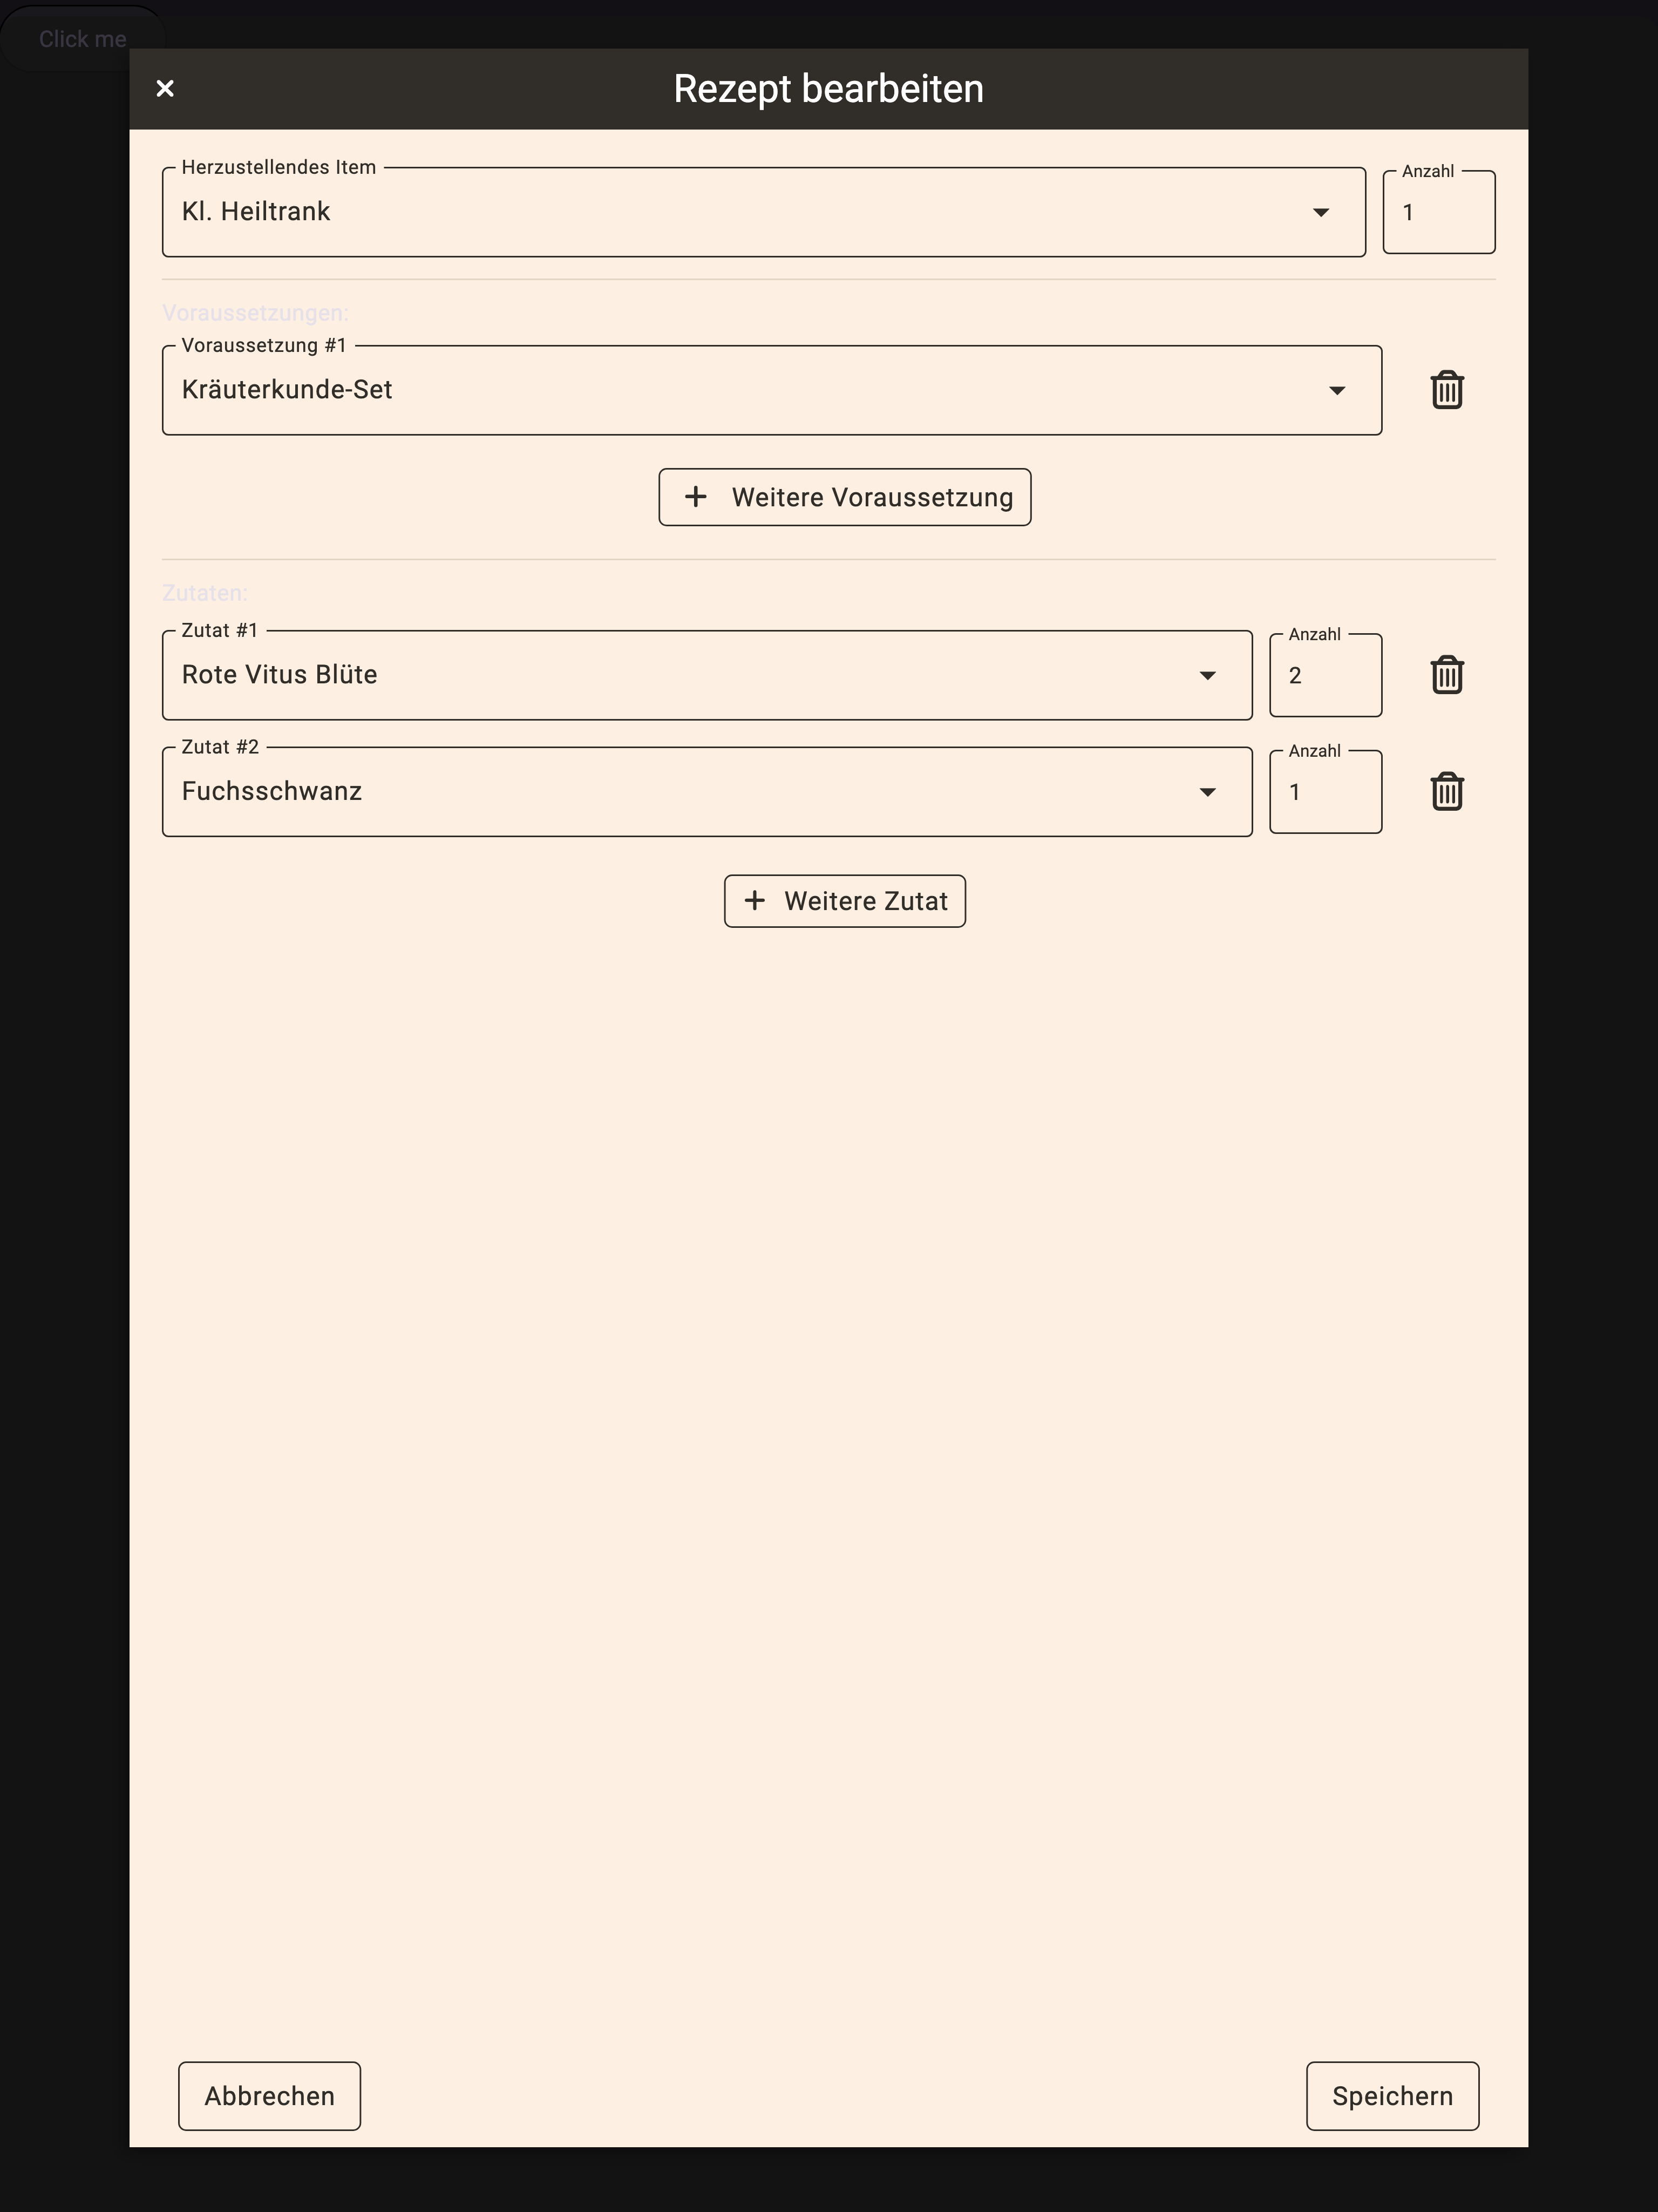 Click me
Rezept bearbeiten
Herzustellendes Item
Anzahl
Kl. Heiltrank
1
Voraussetzungen:
Voraussetzung #1
Kräuterkunde-Set
+ Weitere Voraussetzung
Zutaten:
Zutat #1
Anzahl
Rote Vitus Blüte
2
Zutat #2
Anzahl
Fuchsschwanz
1
+ Weitere Zutat
Abbrechen
Speichern